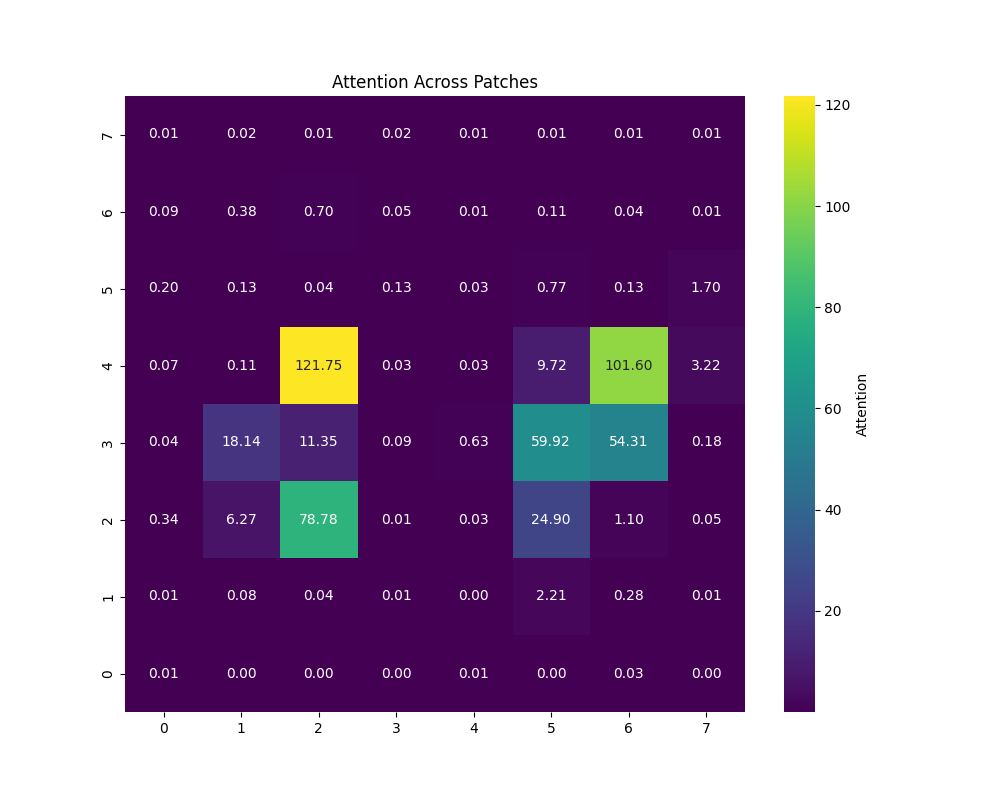 Attention Across Patches
7 0.01 0.02 0.01 0.02 0.01 0.01 0.01 0.01
6 0.09 0.38 0.70 0.05 0.01 0.11 0.04 0.01
5 0.20 0.13 0.04 0.13 0.03 0.77 0.13 1.70
4 0.07 0.11 121.75 0.03 0.03 9.72 101.60 3.22
3 0.04 18.14 11.35 0.09 0.63 59.92 54.31 0.18
2 0.34 6.27 78.78 0.01 0.03 24.90 1.10 0.05
1 0.01 0.08 0.04 0.01 0.00 2.21 0.28 0.01
0 0.01 0.00 0.00 0.00 0.01 0.00 0.03 0.00
0 1 2 3 4 5 6 7
120
100
80
60
40
20
Attention